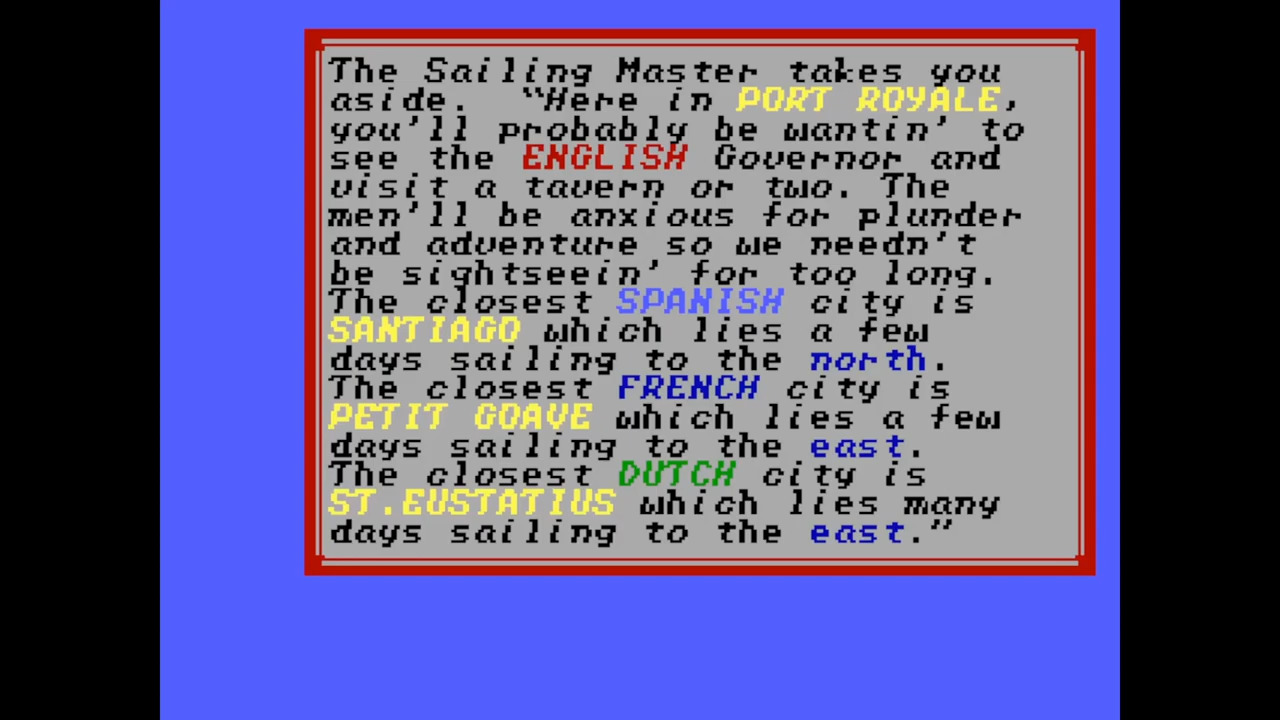 The Sailing Master takes you
aside. “Here in PORT ROYALE,
you'll probably be wantin' to
see the ENGLISH Governor and
visit a tavern or two. The
men'll be anxious for plunder
and adventure so we needn't
be sightseein' for too long.
The closest SPANISH city is
SANTIAGO which lies a few
days sailing to the north.
The closest FRENCH city is
PETIT GOAVE which lies a few
days sailing to the east.
The closest DUTCH city is
ST.EUSTATIUS which lies many
days sailing to the east.”